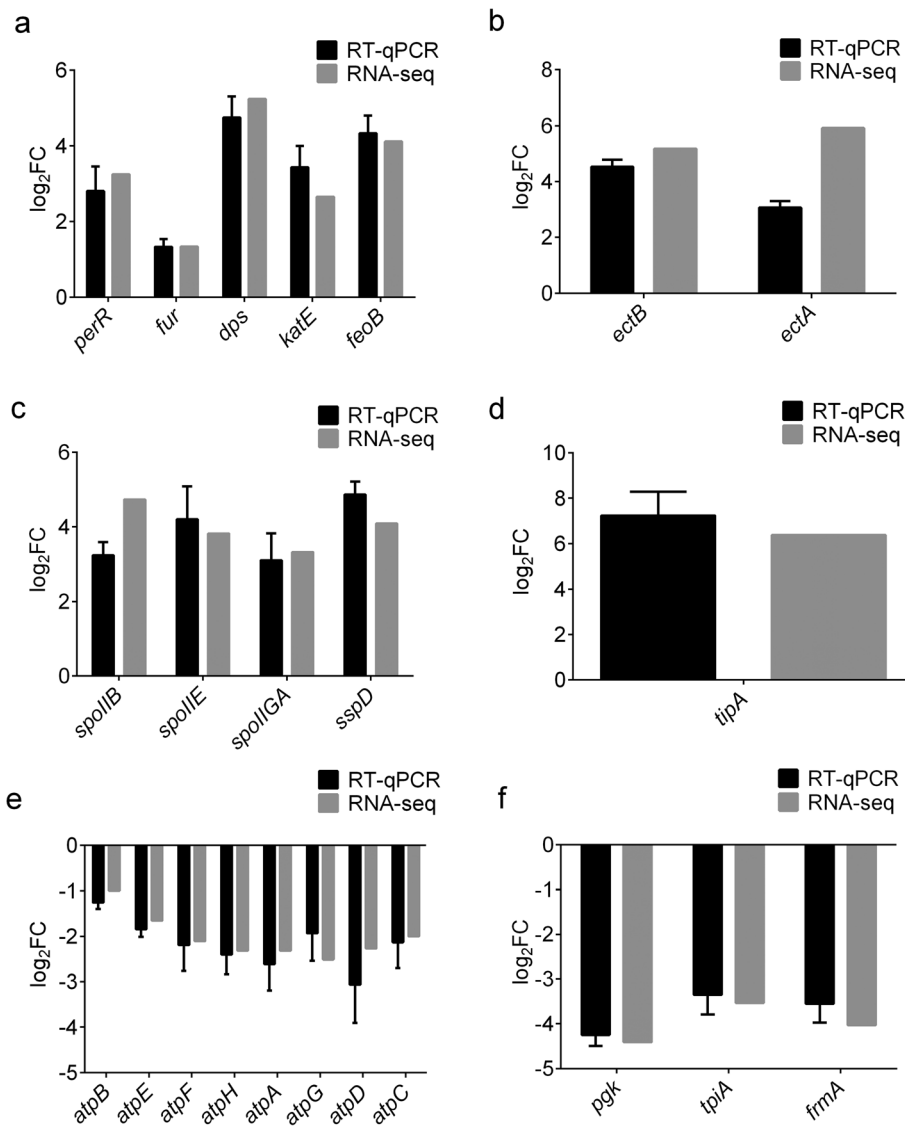 a
RT-qPCR
RNA-seq
log₂FC
6
4
2
0
perR fur dps katE feoB
b
RT-qPCR
RNA-seq
log₂FC
8
6
4
2
0
ectB ectA
c
RT-qPCR
RNA-seq
log₂FC
6
4
2
0
spoIIB spoIIE spoIIGA sspD
d
RT-qPCR
RNA-seq
log₂FC
10
8
6
4
2
0
tipA
e
RT-qPCR
RNA-seq
log₂FC
0
-1
-2
-3
-4
-5
atpB atpE atpF atpH atpA atpG atpD atpC
f
RT-qPCR
RNA-seq
log₂FC
0
-1
-2
-3
-4
-5
pgk tpiA frmA